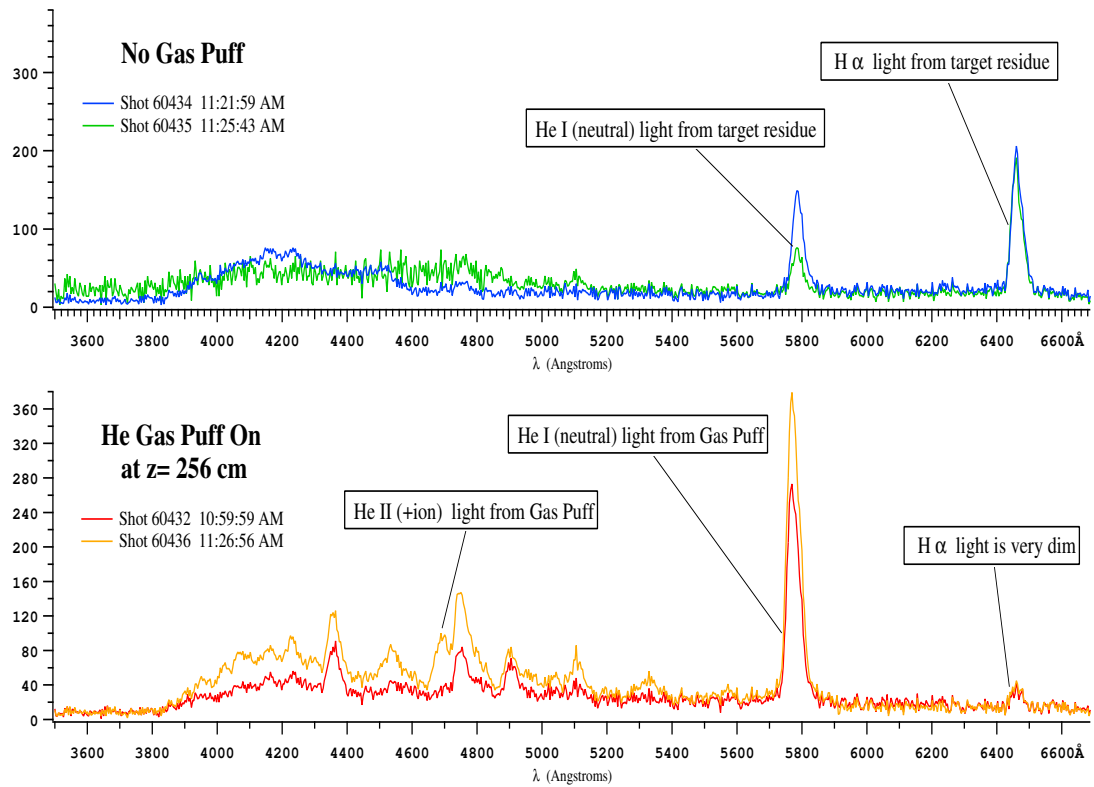 No Gas Puff
Shot 60434 11:21:59 AM
Shot 60435 11:25:43 AM
He I (neutral) light from target residue
H α light from target residue
300
200
100
0
3600 3800 4000 4200 4400 4600 4800 5000 5200 5400 5600 5800 6000 6200 6400 6600Å
λ (Angstroms)
He Gas Puff On
at z= 256 cm
Shot 60432 10:59:59 AM
Shot 60436 11:26:56 AM
He II (+ion) light from Gas Puff
He I (neutral) light from Gas Puff
H α light is very dim
360
320
280
240
200
160
120
80
40
0
3600 3800 4000 4200 4400 4600 4800 5000 5200 5400 5600 5800 6000 6200 6400 6600Å
λ (Angstroms)